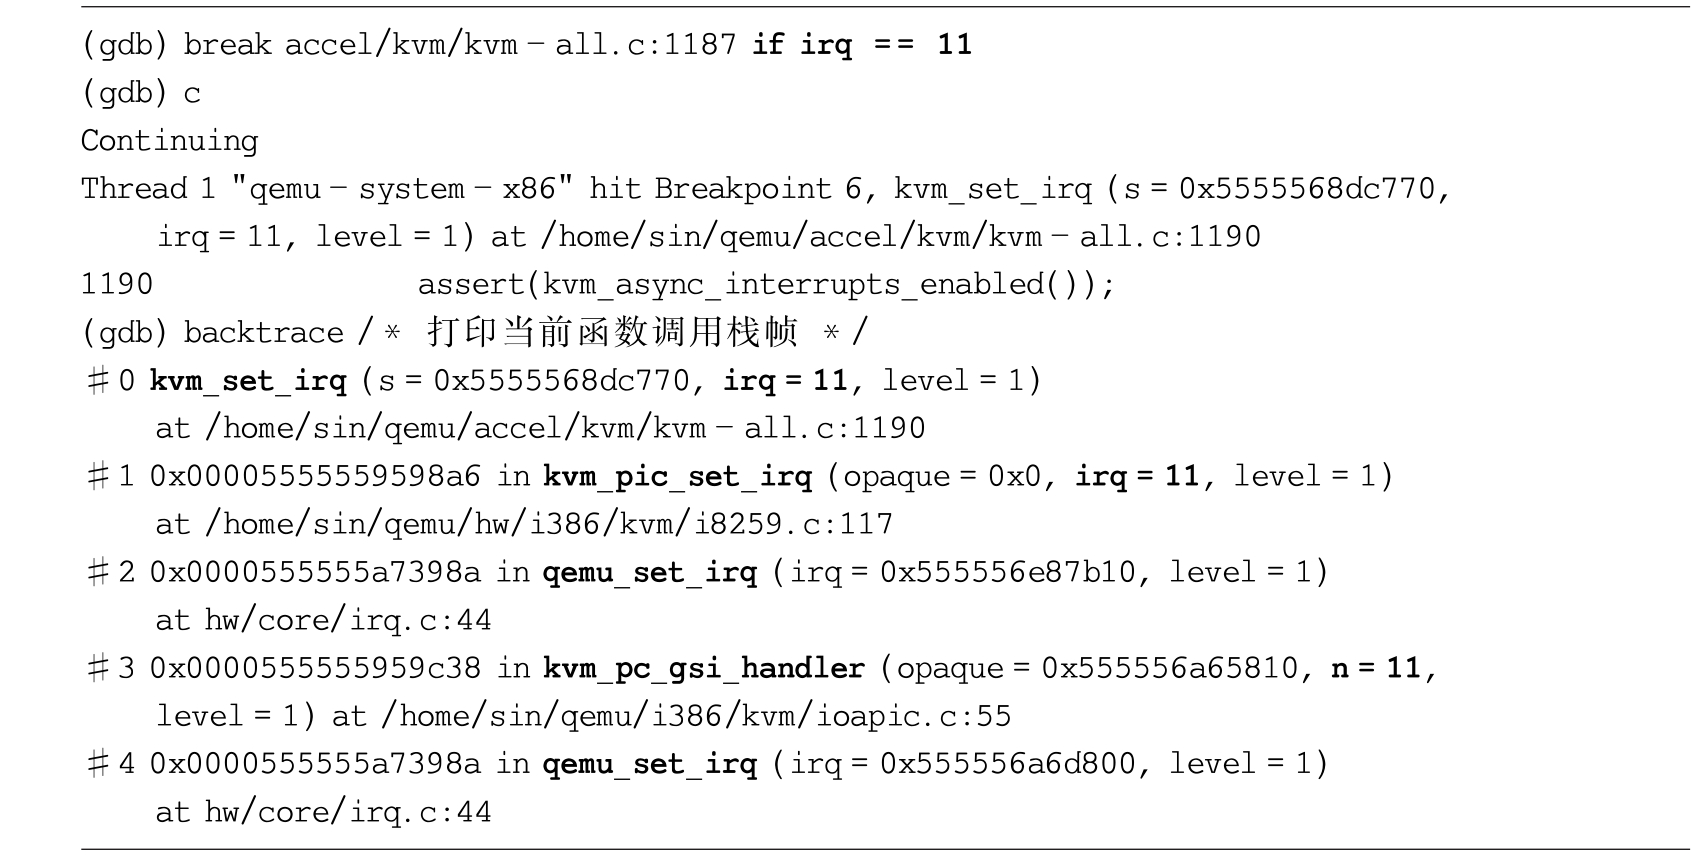 (gdb) break accel/kvm/kvm-all.c:1187 if irq == 11
(gdb) c
Continuing
Thread 1 "qemu-system-x86" hit Breakpoint 6, kvm_set_irq (s=0x5555568dc770,
irq=11, level=1) at /home/sin/qemu/accel/kvm/kvm-all.c:1190
1190 assert(kvm_async_interrupts_enabled());
(gdb) backtrace /* 打印当前函数调用栈帧 */
#0 kvm_set_irq (s=0x5555568dc770, irq=11, level=1)
at /home/sin/qemu/accel/kvm/kvm-all.c:1190
#1 0x00005555559598a6 in kvm_pic_set_irq (opaque=0x0, irq=11, level=1)
at /home/sin/qemu/hw/i386/kvm/i8259.c:117
#2 0x0000555555a7398a in qemu_set_irq (irq=0x555556e87b10, level=1)
at hw/core/irq.c:44
#3 0x0000555555959c38 in kvm_pc_gsi_handler (opaque=0x555556a65810, n=11,
level=1) at /home/sin/qemu/i386/kvm/ioapic.c:55
#4 0x0000555555a7398a in qemu_set_irq (irq=0x555556a6d800, level=1)
at hw/core/irq.c:44